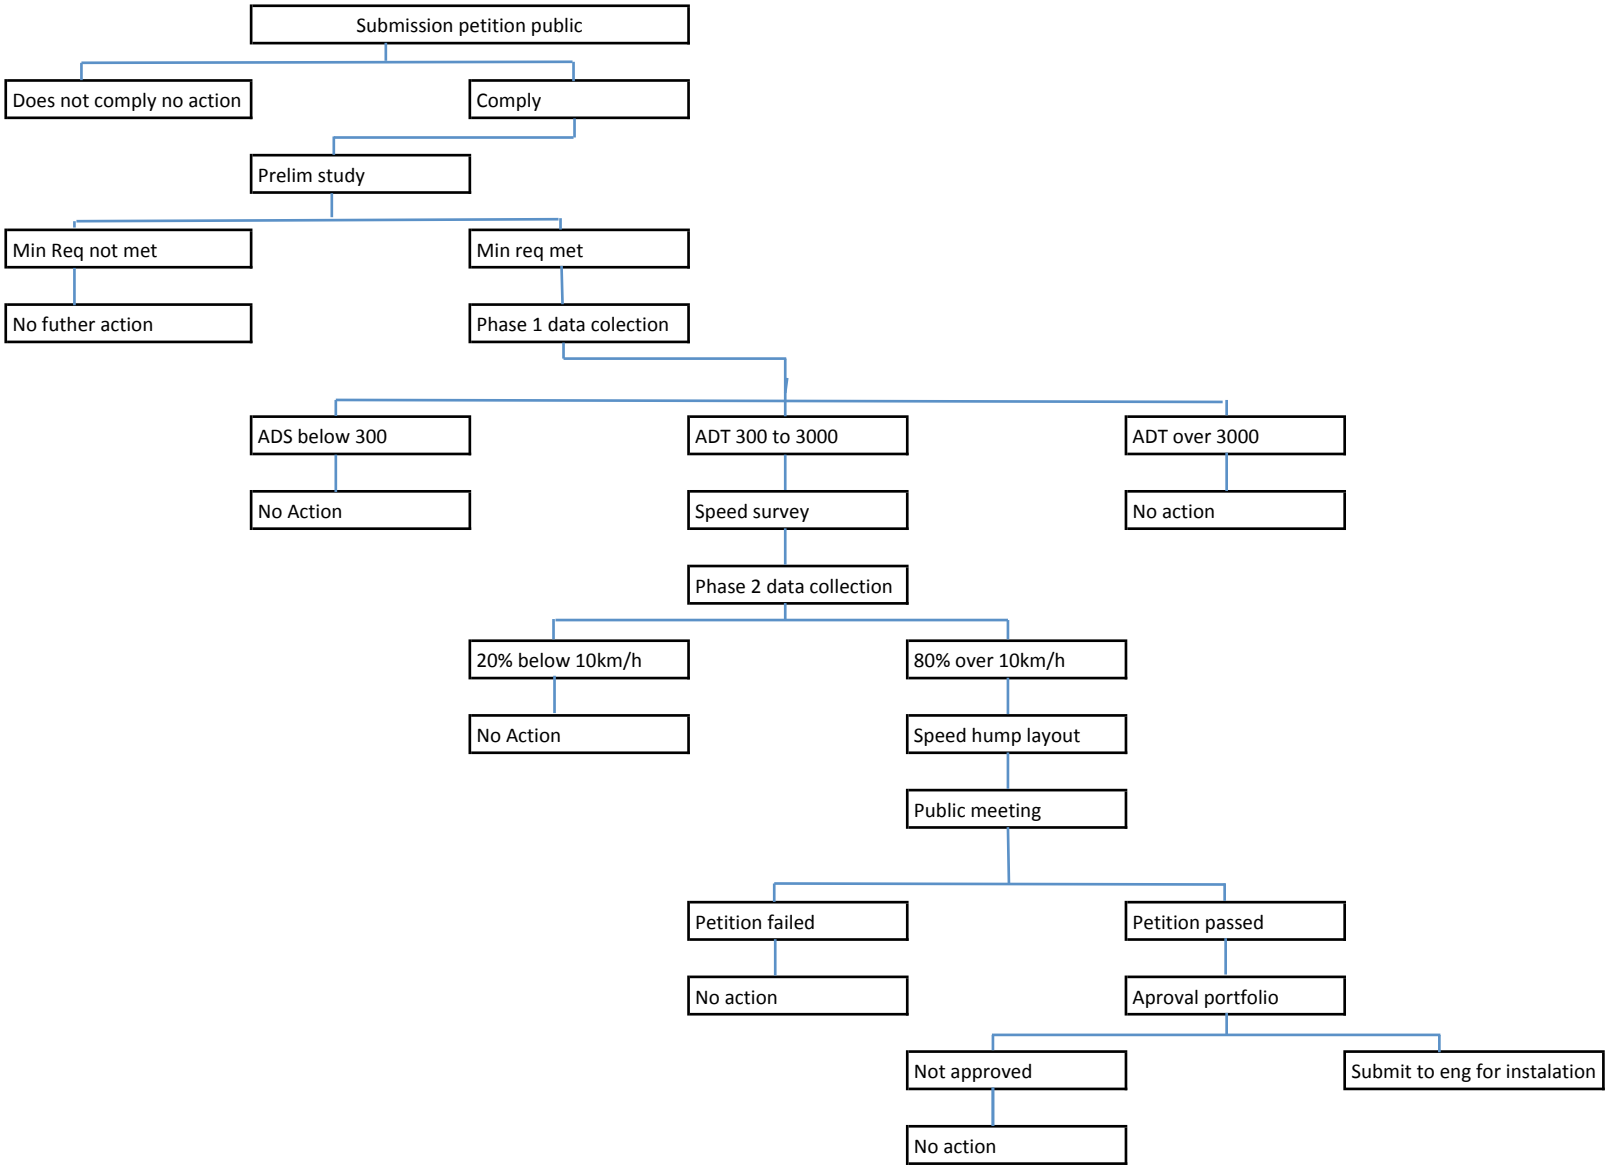 Submission petition public
Does not comply no action
Comply
Prelim study
Min Req not met
Min req met
No futher action
Phase 1 data colection
ADS below 300
ADT 300 to 3000
ADT over 3000
No Action
Speed survey
No action
Phase 2 data collection
20% below 10km/h
80% over 10km/h
No Action
Speed hump layout
Public meeting
Petition failed
Petition passed
No action
Aproval portfolio
Not approved
Submit to eng for instalation
No action